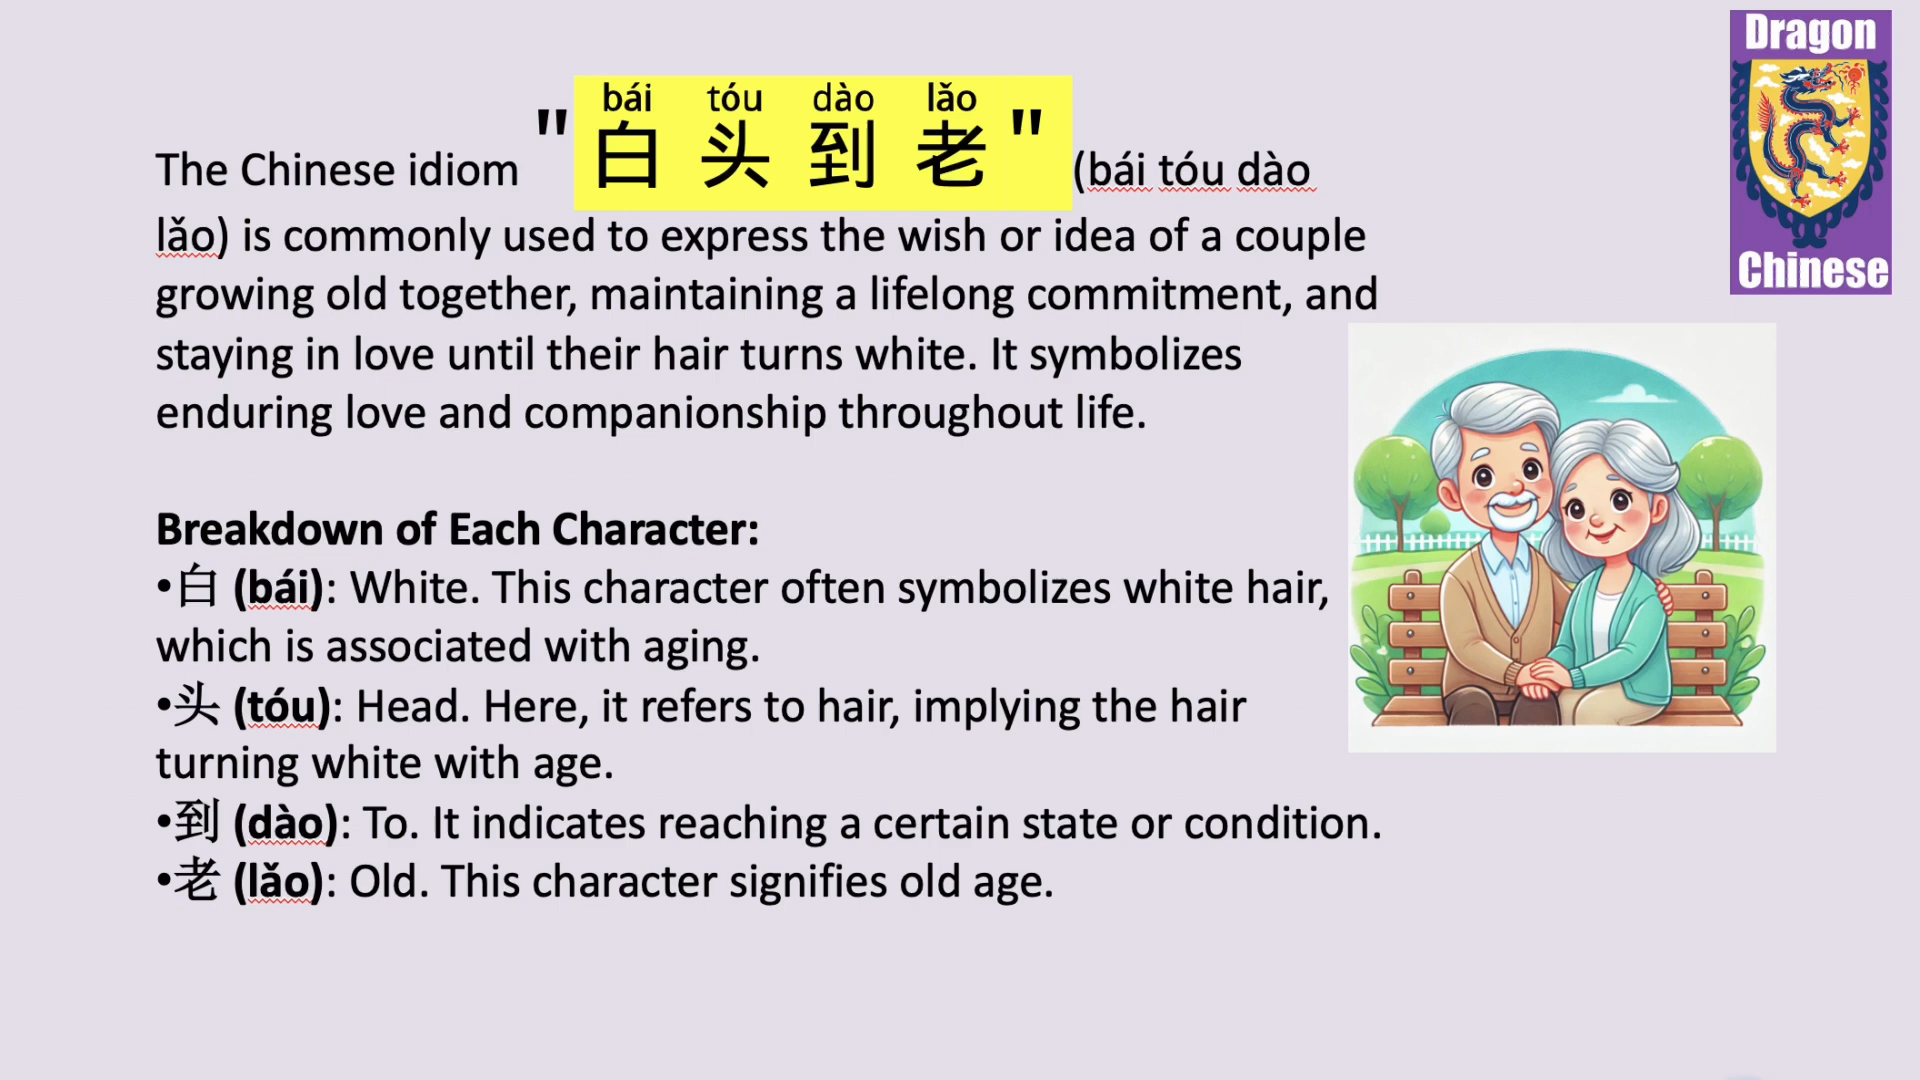 Dragon
Chinese
bái tóu dào lǎo
The Chinese idiom "白头到老" (bái tóu dào
lǎo) is commonly used to express the wish or idea of a couple
growing old together, maintaining a lifelong commitment, and
staying in love until their hair turns white. It symbolizes
enduring love and companionship throughout life.
Breakdown of Each Character:
•白 (bái): White. This character often symbolizes white hair,
which is associated with aging.
•头 (tóu): Head. Here, it refers to hair, implying the hair
turning white with age.
•到 (dào): To. It indicates reaching a certain state or condition.
•老 (lǎo): Old. This character signifies old age.